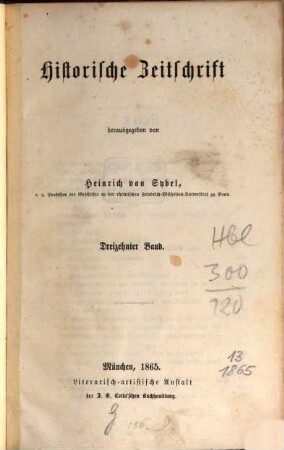 Historische Zeitschrift
herausgegeben von
Heinrich von Sybel,
o. ö. Professor der Geschichte an der rheinischen Friedrich-Wilhelms-Universität zu Bonn.
Dreizehnter Band.
Hbl
300
120
München, 1865.
13
1865
Literarisch-artistische Anstalt
der J. G. Cotta'schen Buchhandlung.
g